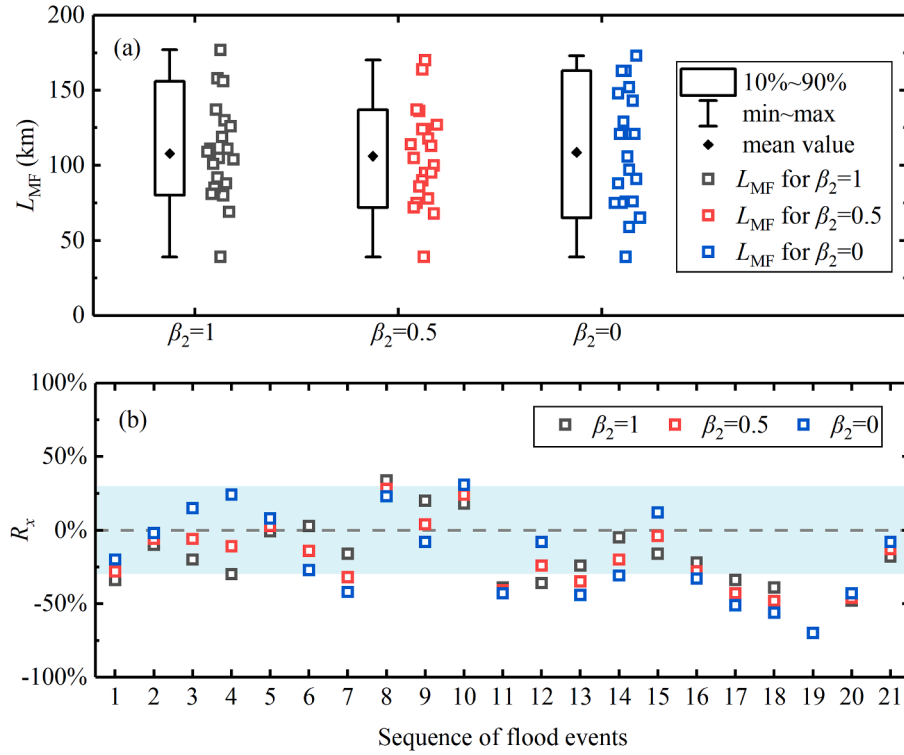 200
150
100
50
0
L_MF (km)
(a)
10%~90%
min~max
mean value
L_MF for β₂=1
L_MF for β₂=0.5
L_MF for β₂=0
β₂=1
β₂=0.5
β₂=0
100%
50%
0%
-50%
-100%
R_x
(b)
β₂=1 β₂=0.5 β₂=0
1 2 3 4 5 6 7 8 9 10 11 12 13 14 15 16 17 18 19 20 21
Sequence of flood events